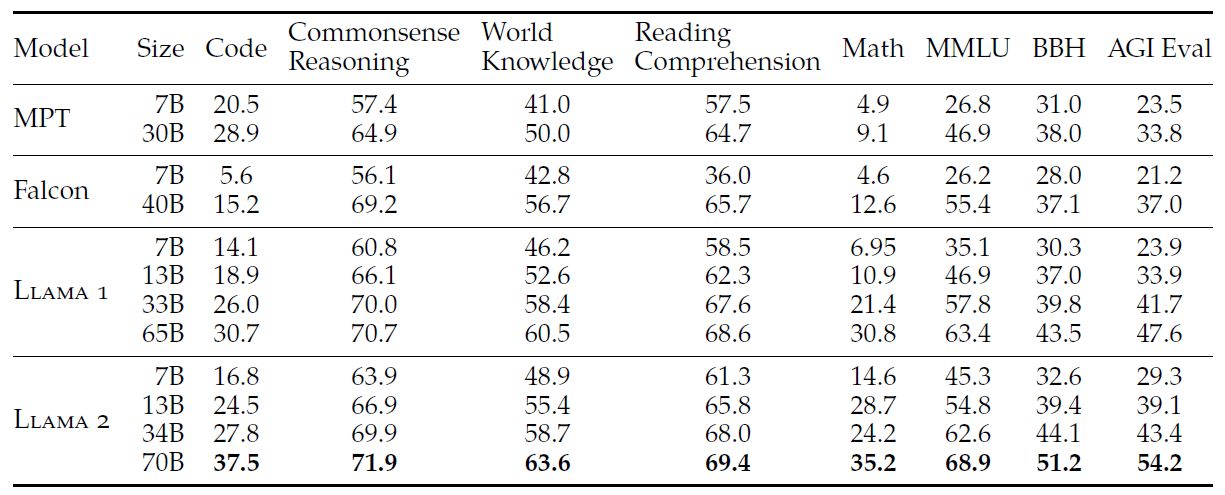 Model Size Code Commonsense Reasoning World Knowledge Reading Comprehension Math MMLU BBH AGI Eval
MPT 7B 20.5 57.4 41.0 57.5 4.9 26.8 31.0 23.5
30B 28.9 64.9 50.0 64.7 9.1 46.9 38.0 33.8
Falcon 7B 5.6 56.1 42.8 36.0 4.6 26.2 28.0 21.2
40B 15.2 69.2 56.7 65.7 12.6 55.4 37.1 37.0
LLAMA 1 7B 14.1 60.8 46.2 58.5 6.95 35.1 30.3 23.9
13B 18.9 66.1 52.6 62.3 10.9 46.9 37.0 33.9
33B 26.0 70.0 58.4 67.6 21.4 57.8 39.8 41.7
65B 30.7 70.7 60.5 68.6 30.8 63.4 43.5 47.6
LLAMA 2 7B 16.8 63.9 48.9 61.3 14.6 45.3 32.6 29.3
13B 24.5 66.9 55.4 65.8 28.7 54.8 39.4 39.1
34B 27.8 69.9 58.7 68.0 24.2 62.6 44.1 43.4
70B 37.5 71.9 63.6 69.4 35.2 68.9 51.2 54.2